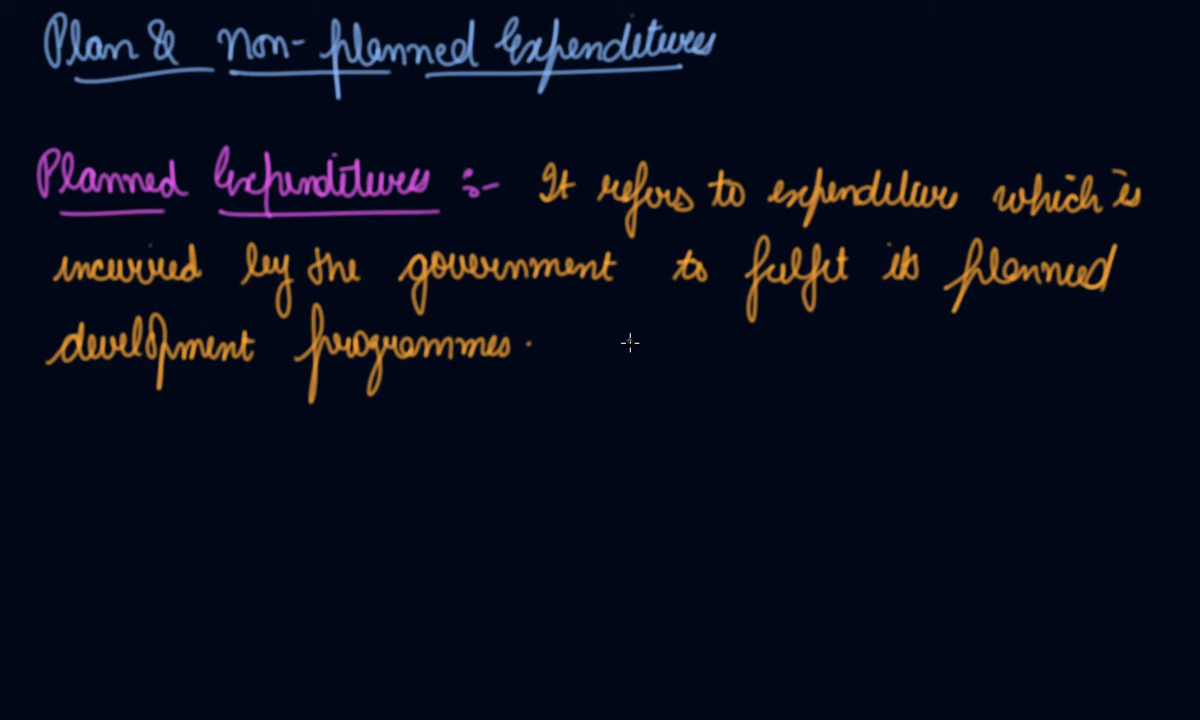 Plan & Non-planned Expenditures
Planned Expenditures :- It refers to expenditure which is
incurred by the government to fulfil its planned
development programmes.